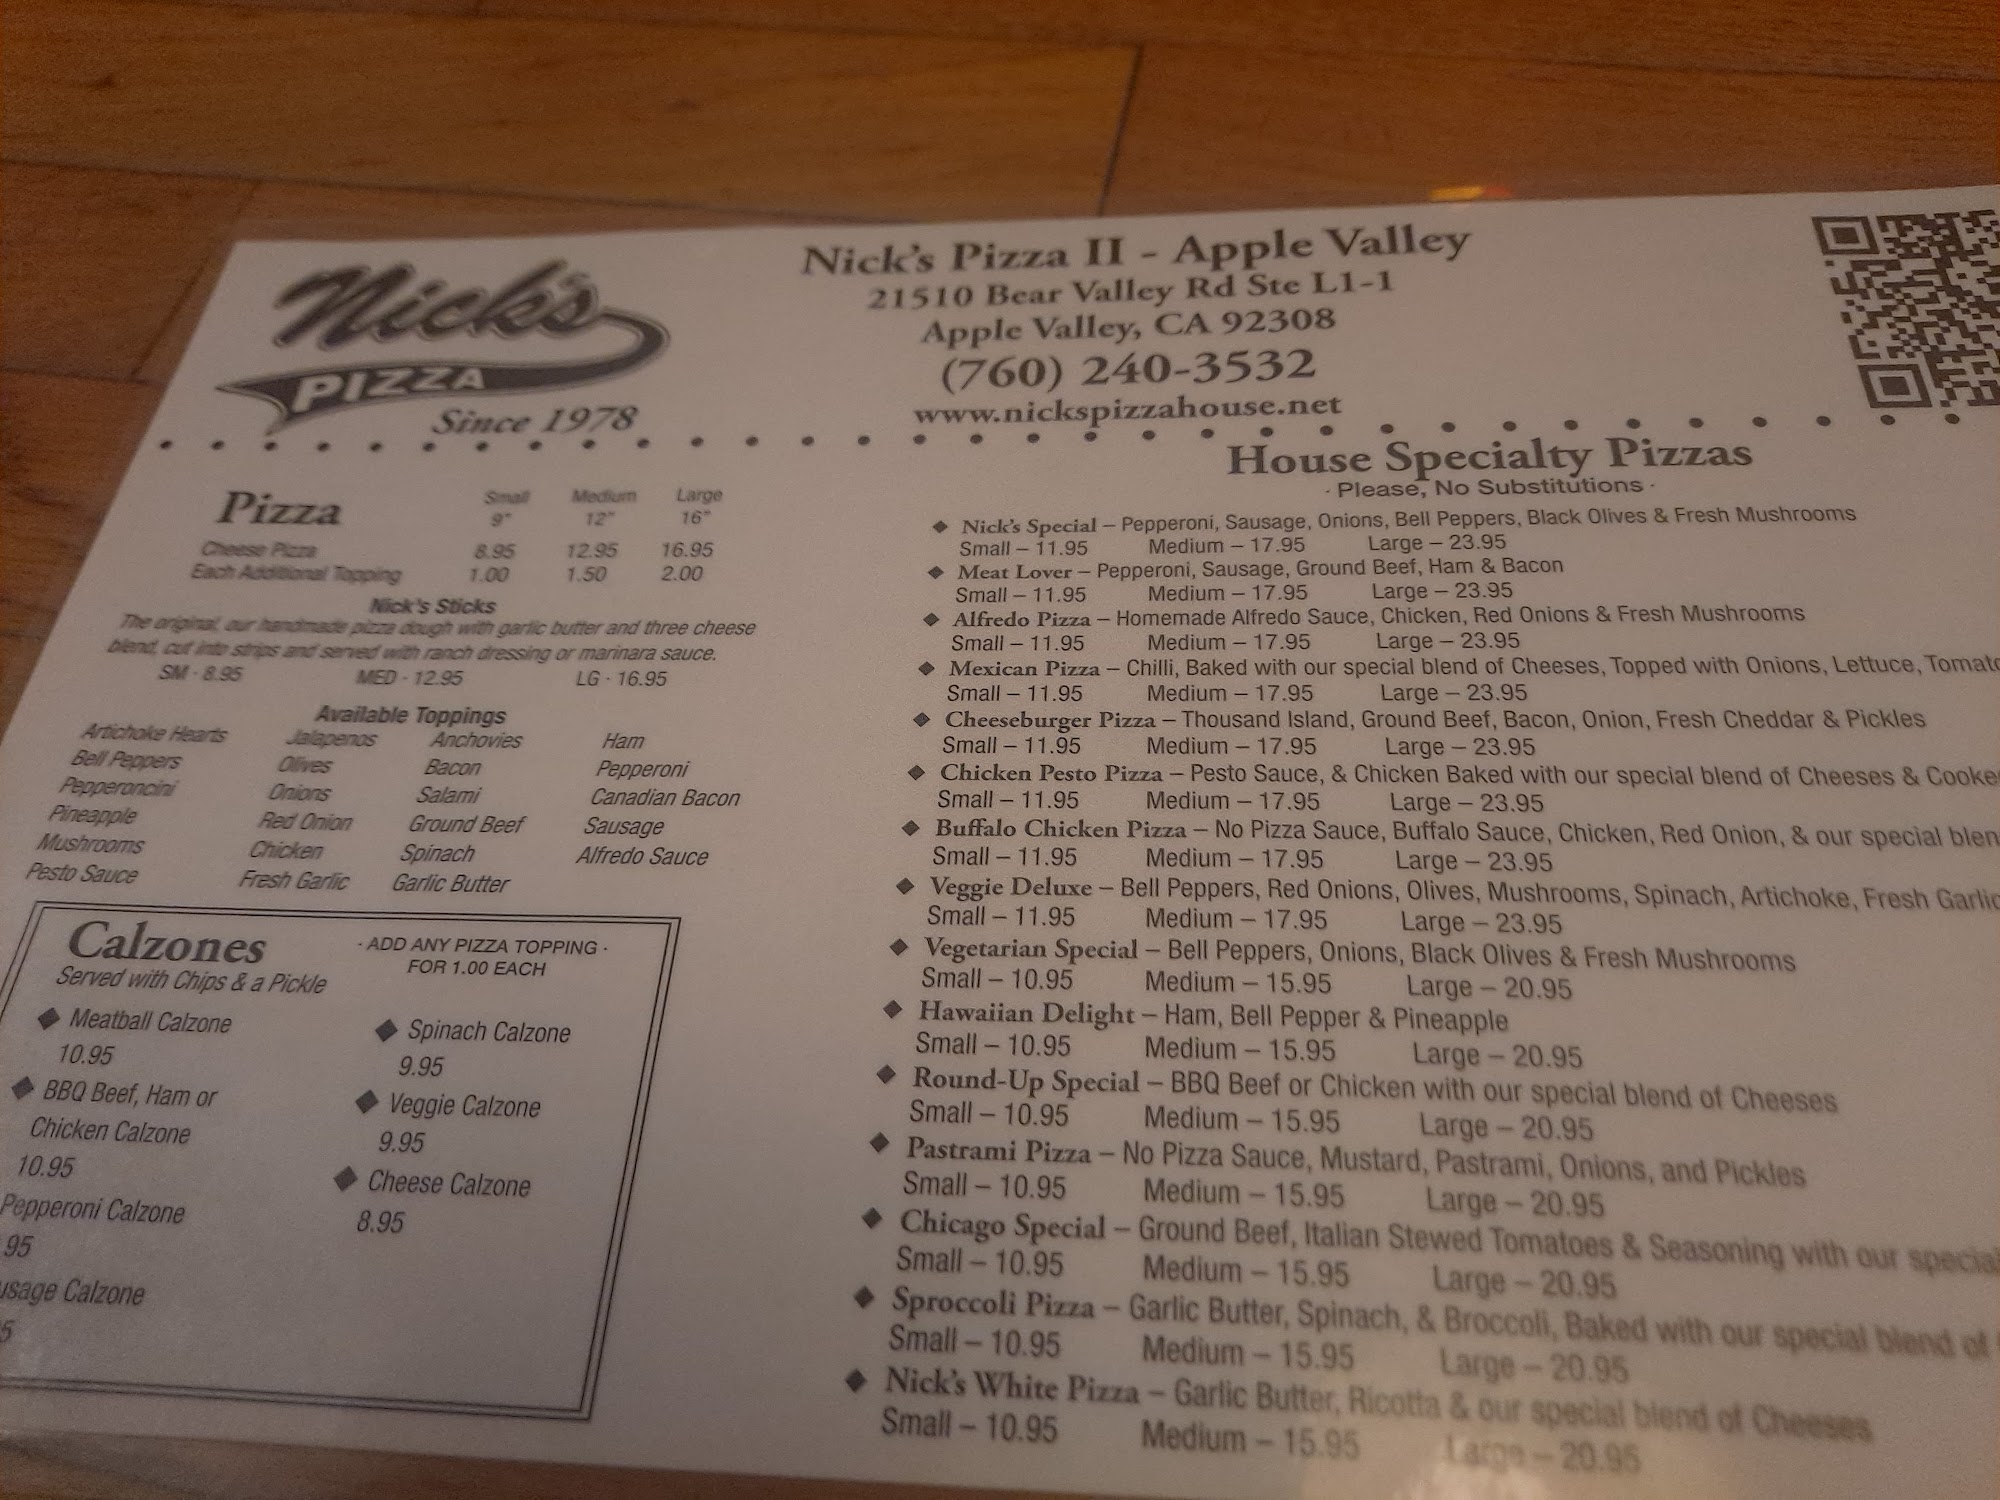 Nick's
PIZZA
Since 1978
Nick's Pizza II - Apple Valley
21510 Bear Valley Rd Ste L1-1
Apple Valley, CA 92308
(760) 240-3532
www.nickspizzahouse.net
Pizza
Small Medium Large
9" 12" 16"
Cheese Pizza 8.95 12.95 16.95
Each Additional Topping 1.00 1.50 2.00
Nick's Sticks
The original, our handmade pizza dough with garlic butter and three cheese
blend, cut into strips and served with ranch dressing or marinara sauce.
SM - 8.95 MED - 12.95 LG - 16.95
Available Toppings
Artichoke Hearts Jalapenos Anchovies Ham
Bell Peppers Olives Bacon Pepperoni
Pepperoncini Onions Salami Canadian Bacon
Pineapple Red Onion Ground Beef Sausage
Mushrooms Chicken Spinach Alfredo Sauce
Pesto Sauce Fresh Garlic Garlic Butter
Calzones
Served with Chips & a Pickle
· ADD ANY PIZZA TOPPING ·
FOR 1.00 EACH
◆ Meatball Calzone
10.95
◆ BBQ Beef, Ham or
Chicken Calzone
10.95
Pepperoni Calzone
95
usage Calzone
5
◆ Spinach Calzone
9.95
◆ Veggie Calzone
9.95
◆ Cheese Calzone
8.95
House Specialty Pizzas
· Please, No Substitutions ·
◆ Nick's Special – Pepperoni, Sausage, Onions, Bell Peppers, Black Olives & Fresh Mushrooms
Small – 11.95 Medium – 17.95 Large – 23.95
◆ Meat Lover – Pepperoni, Sausage, Ground Beef, Ham & Bacon
Small – 11.95 Medium – 17.95 Large – 23.95
◆ Alfredo Pizza – Homemade Alfredo Sauce, Chicken, Red Onions & Fresh Mushrooms
Small – 11.95 Medium – 17.95 Large – 23.95
◆ Mexican Pizza – Chilli, Baked with our special blend of Cheeses, Topped with Onions, Lettuce, Tomato
Small – 11.95 Medium – 17.95 Large – 23.95
◆ Cheeseburger Pizza – Thousand Island, Ground Beef, Bacon, Onion, Fresh Cheddar & Pickles
Small – 11.95 Medium – 17.95 Large – 23.95
◆ Chicken Pesto Pizza – Pesto Sauce, & Chicken Baked with our special blend of Cheeses & Cooke
Small – 11.95 Medium – 17.95 Large – 23.95
◆ Buffalo Chicken Pizza – No Pizza Sauce, Buffalo Sauce, Chicken, Red Onion, & our special blen
Small – 11.95 Medium – 17.95 Large – 23.95
◆ Veggie Deluxe – Bell Peppers, Red Onions, Olives, Mushrooms, Spinach, Artichoke, Fresh Garlic
Small – 11.95 Medium – 17.95 Large – 23.95
◆ Vegetarian Special – Bell Peppers, Onions, Black Olives & Fresh Mushrooms
Small – 10.95 Medium – 15.95 Large – 20.95
◆ Hawaiian Delight – Ham, Bell Pepper & Pineapple
Small – 10.95 Medium – 15.95 Large – 20.95
◆ Round-Up Special – BBQ Beef or Chicken with our special blend of Cheeses
Small – 10.95 Medium – 15.95 Large – 20.95
◆ Pastrami Pizza – No Pizza Sauce, Mustard, Pastrami, Onions, and Pickles
Small – 10.95 Medium – 15.95 Large – 20.95
◆ Chicago Special – Ground Beef, Italian Stewed Tomatoes & Seasoning with our special
Small – 10.95 Medium – 15.95 Large – 20.95
◆ Sproccoli Pizza – Garlic Butter, Spinach, & Broccoli, Baked with our special blend of
Small – 10.95 Medium – 15.95 Large – 20.95
◆ Nick's White Pizza – Garlic Butter, Ricotta & our special blend of Cheeses
Small – 10.95 Medium – 15.95 Large – 20.95